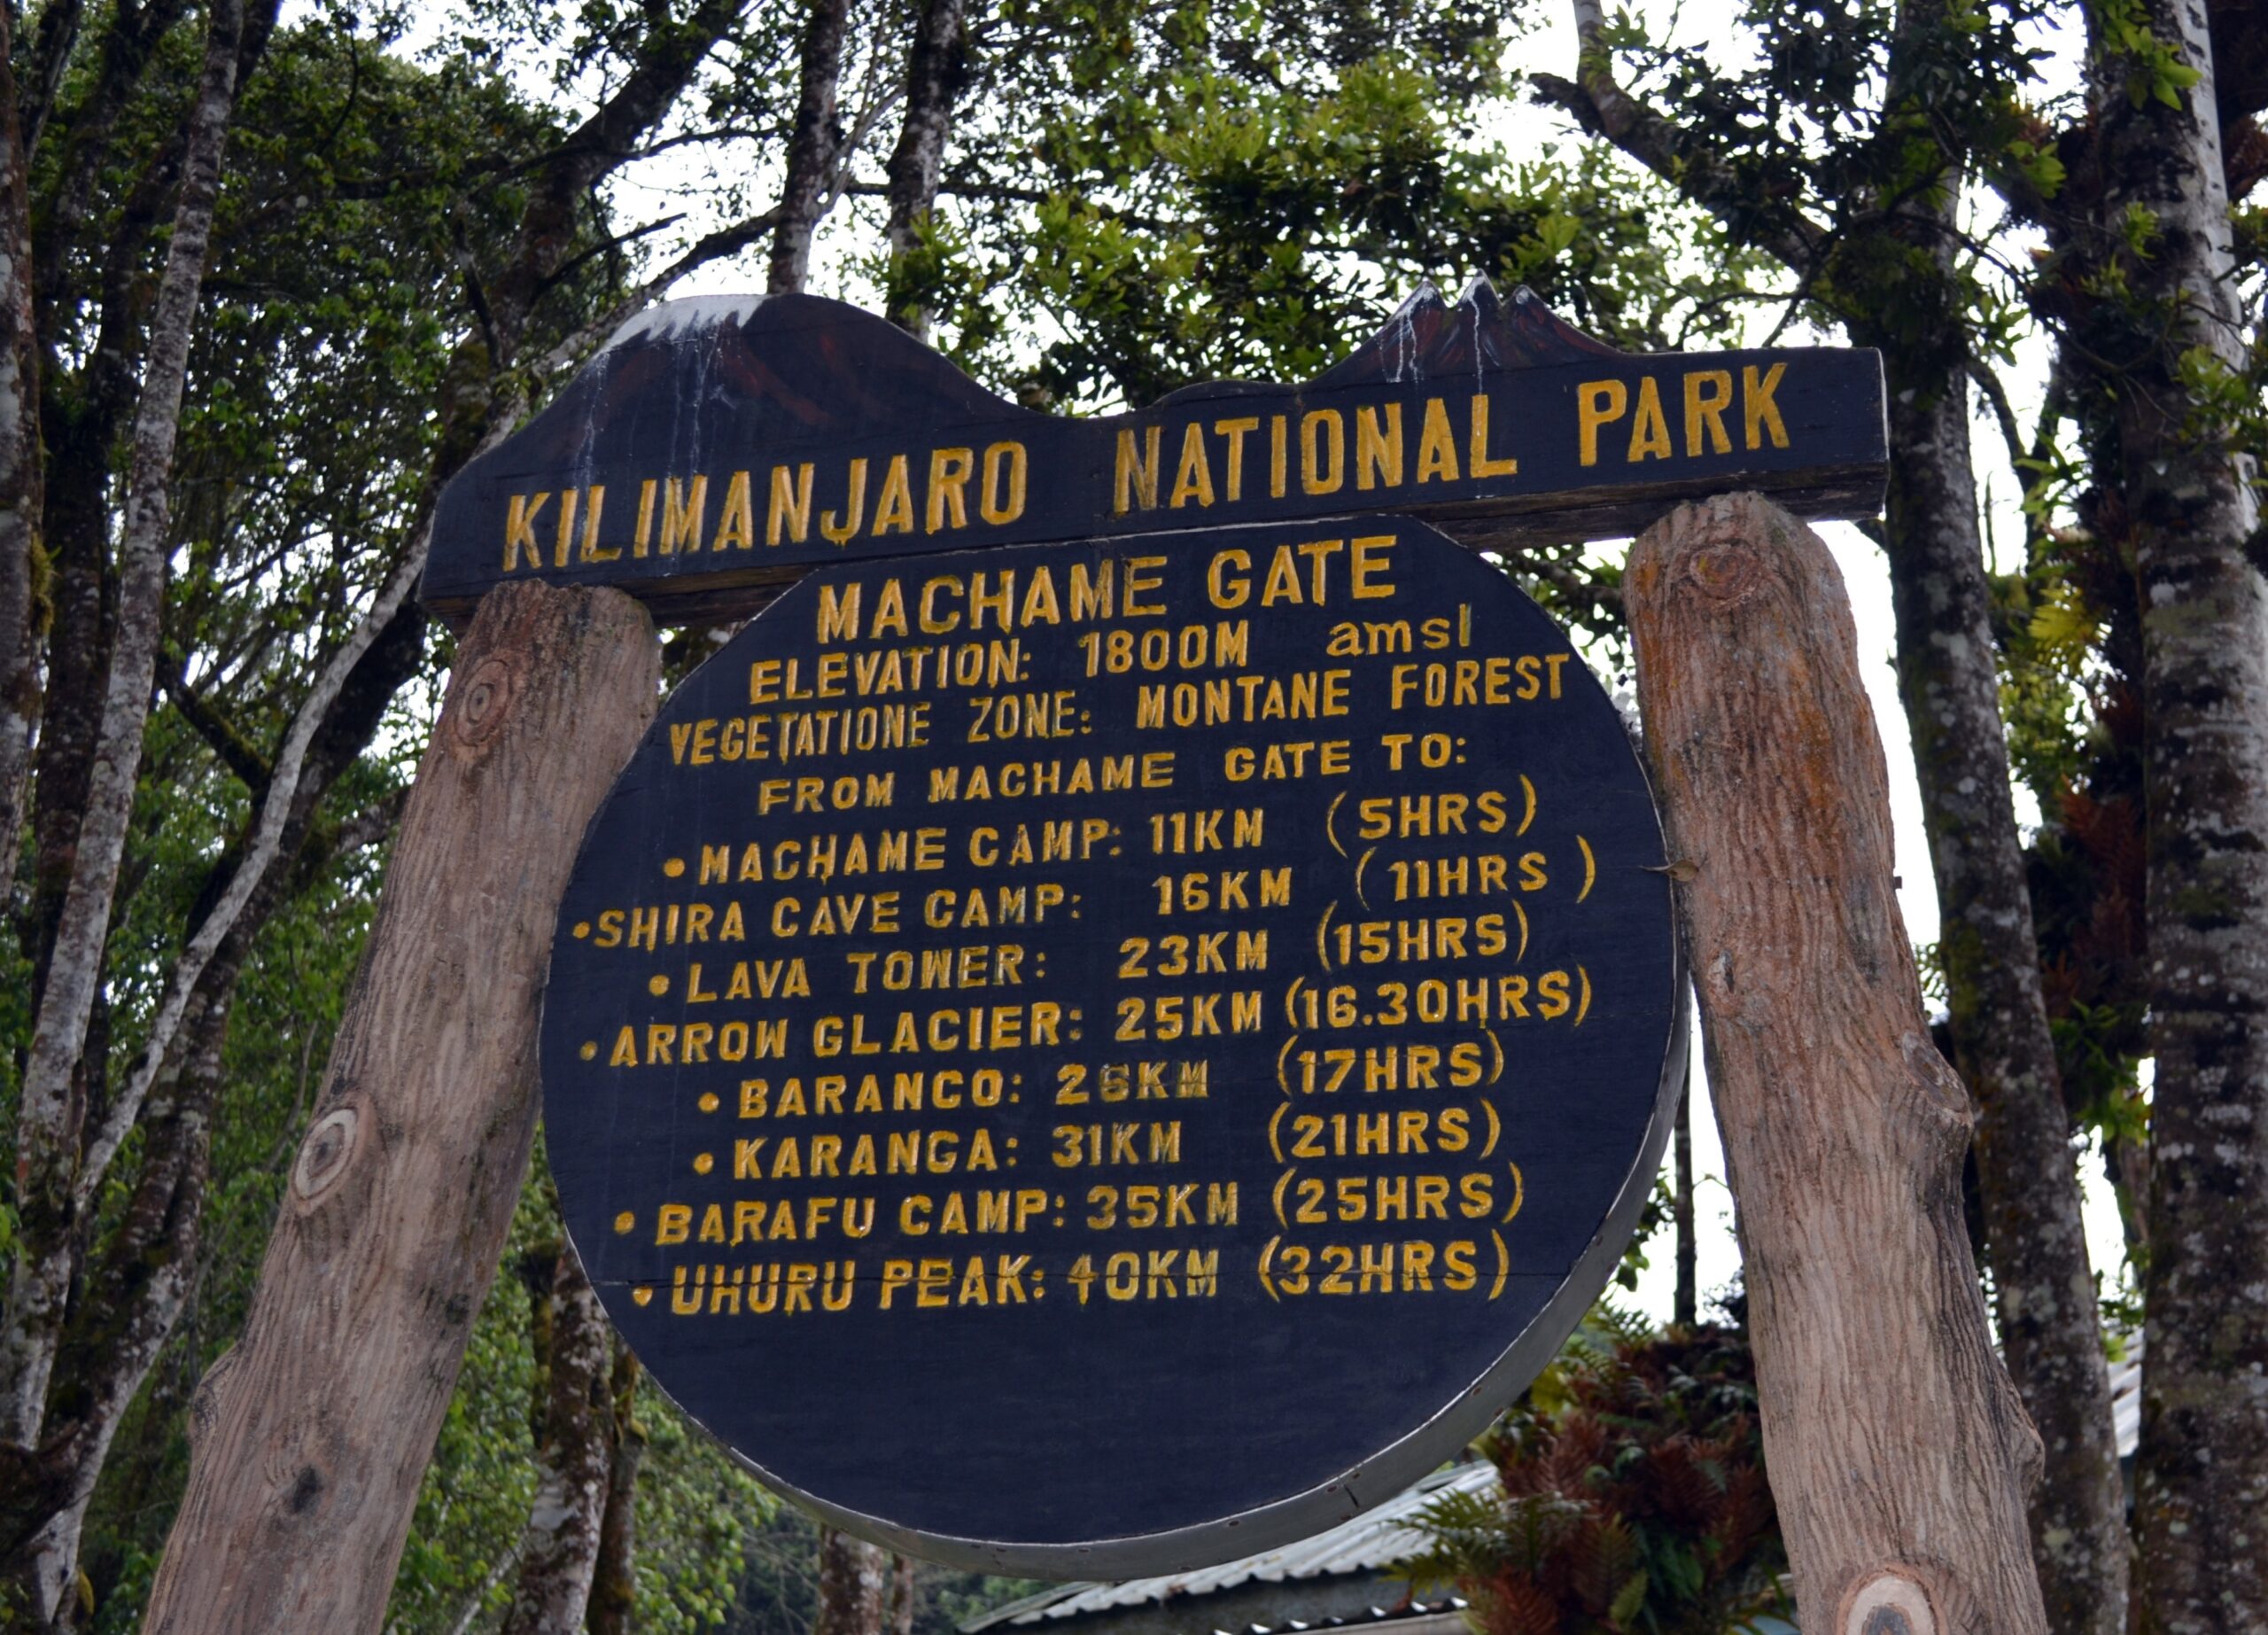 KILIMANJARO NATIONAL PARK
MACHAME GATE
ELEVATION: 1800M amsl
VEGETATIONE ZONE: MONTANE FOREST
FROM MACHAME GATE TO:
• MACHAME CAMP: 11KM (5HRS)
• SHIRA CAVE CAMP: 16KM (11HRS)
• LAVA TOWER: 23KM (15HRS)
• ARROW GLACIER: 25KM (16.30HRS)
• BARANCO: 26KM (17HRS)
• KARANGA: 31KM (21HRS)
• BARAFU CAMP: 35KM (25HRS)
• UHURU PEAK: 40KM (32HRS)